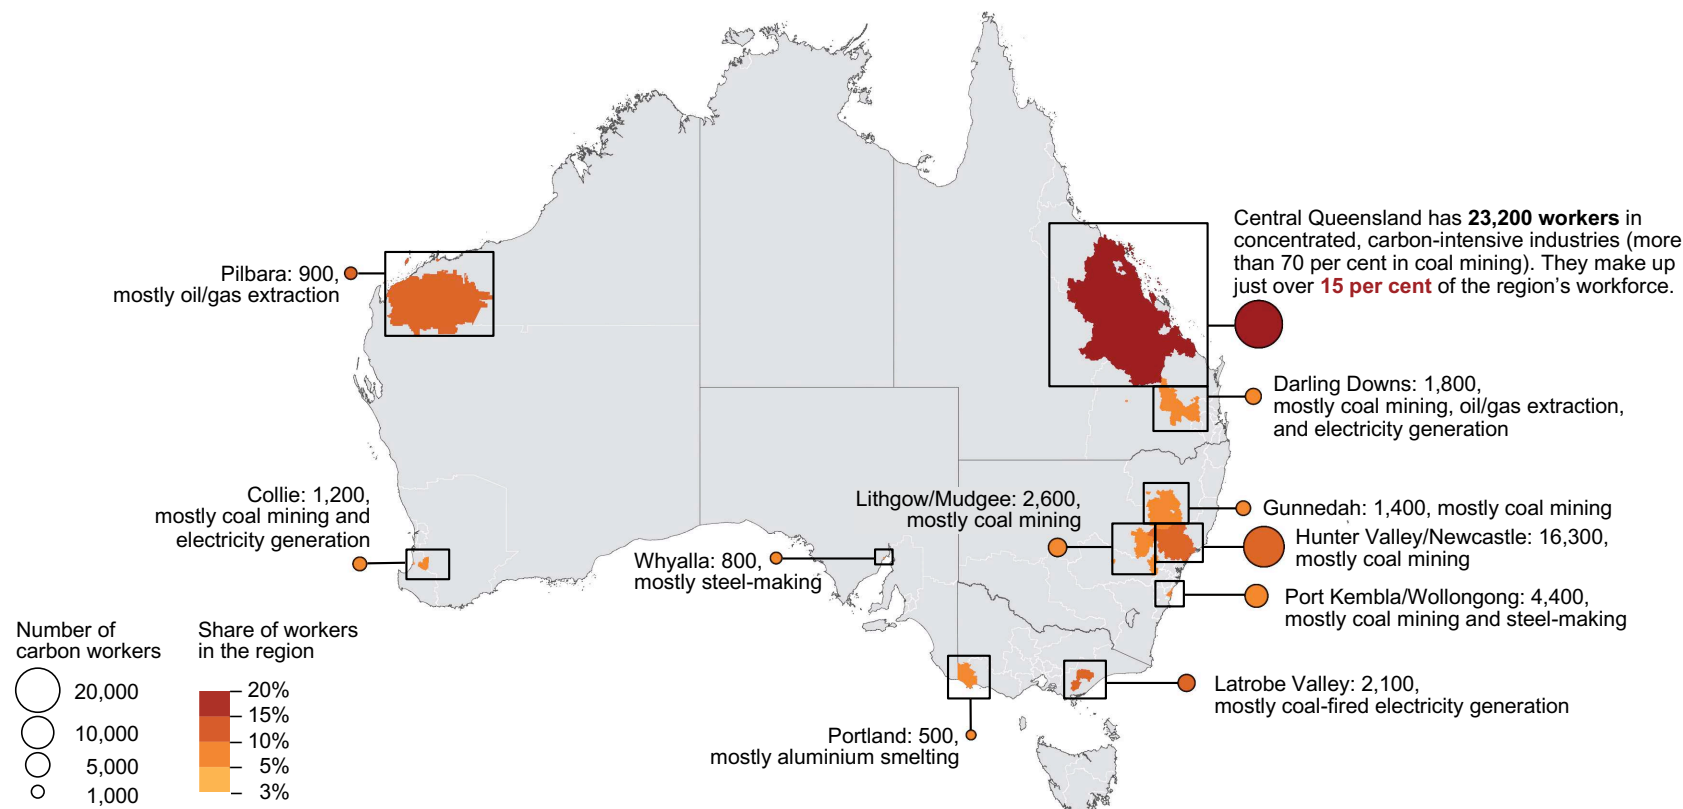 Central Queensland has 23,200 workers in
concentrated, carbon-intensive industries (more
than 70 per cent in coal mining). They make up
just over 15 per cent of the region's workforce.
Pilbara: 900,
mostly oil/gas extraction
Darling Downs: 1,800,
mostly coal mining, oil/gas extraction,
and electricity generation
Collie: 1,200,
mostly coal mining and
electricity generation
Lithgow/Mudgee: 2,600,
mostly coal mining
Gunnedah: 1,400, mostly coal mining
Hunter Valley/Newcastle: 16,300,
mostly coal mining
Whyalla: 800,
mostly steel-making
Port Kembla/Wollongong: 4,400,
mostly coal mining and steel-making
Latrobe Valley: 2,100,
mostly coal-fired electricity generation
Portland: 500,
mostly aluminium smelting
Number of
carbon workers
20,000
10,000
5,000
1,000
Share of workers
in the region
20%
15%
10%
5%
3%